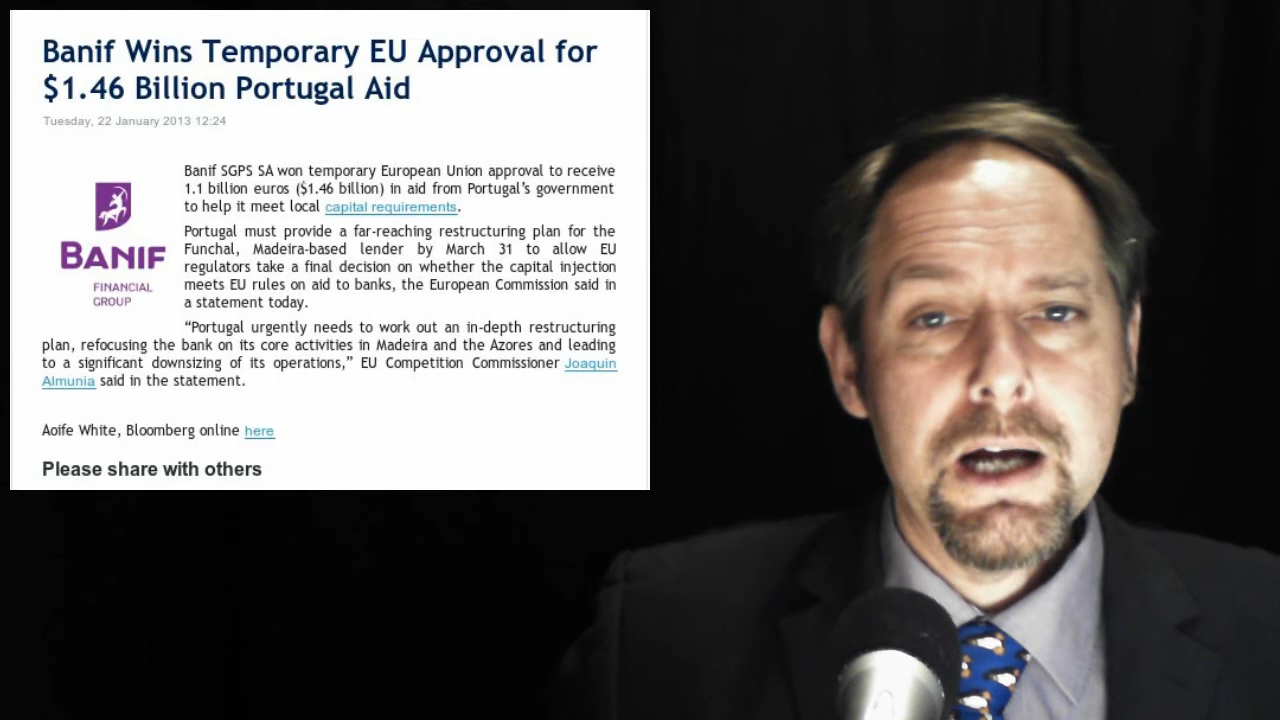 Banif Wins Temporary EU Approval for
$1.46 Billion Portugal Aid
Tuesday, 22 January 2013 12:24
BANIF
FINANCIAL
GROUP
Banif SGPS SA won temporary European Union approval to receive
1.1 billion euros ($1.46 billion) in aid from Portugal’s government
to help it meet local capital requirements.
Portugal must provide a far-reaching restructuring plan for the
Funchal, Madeira-based lender by March 31 to allow EU
regulators take a final decision on whether the capital injection
meets EU rules on aid to banks, the European Commission said in
a statement today.
“Portugal urgently needs to work out an in-depth restructuring
plan, refocusing the bank on its core activities in Madeira and the Azores and leading
to a significant downsizing of its operations,” EU Competition Commissioner Joaquin
Almunia said in the statement.
Aoife White, Bloomberg online here
Please share with others